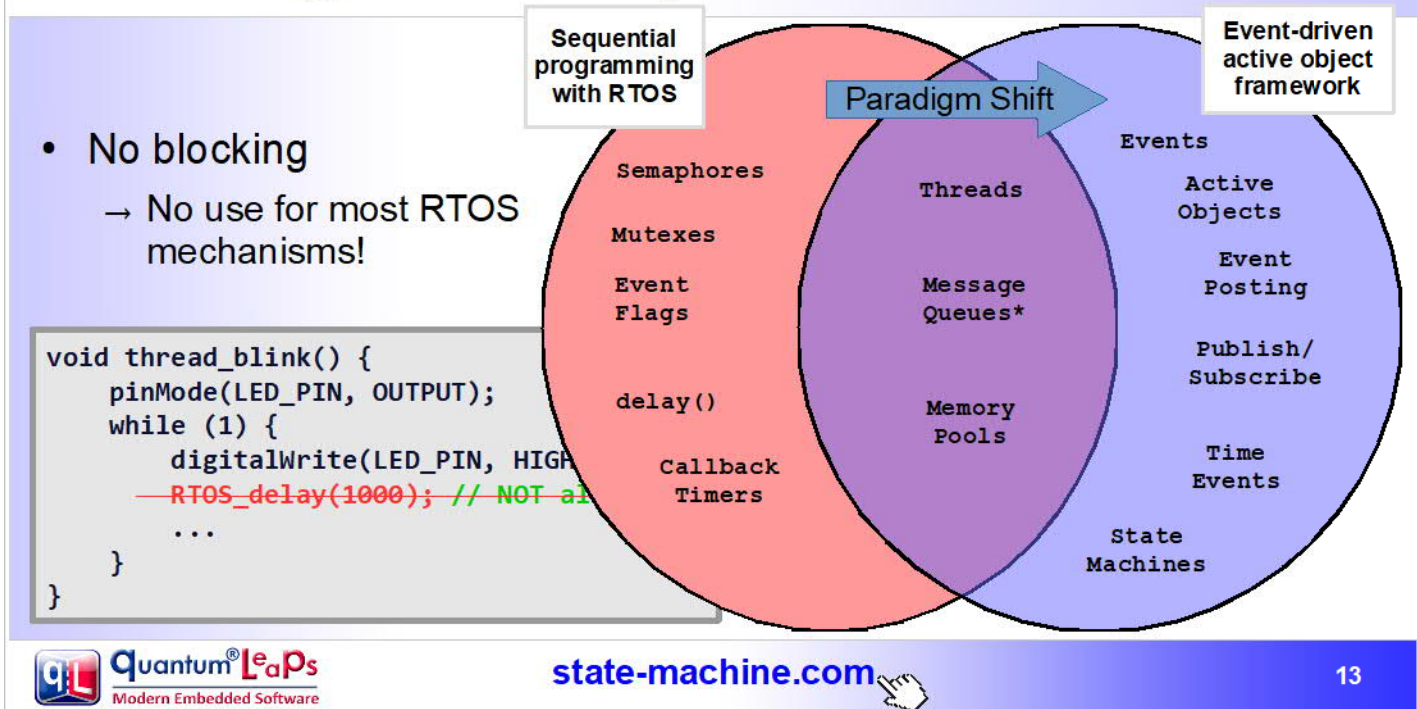 Sequential
programming
with RTOS
Event-driven
active object
framework
Paradigm Shift
• No blocking
→ No use for most RTOS
mechanisms!
void thread_blink() {
pinMode(LED_PIN, OUTPUT);
while (1) {
digitalWrite(LED_PIN, HIGH
RTOS_delay(1000); // NOT al
...
}
}
Semaphores
Mutexes
Event
Flags
delay()
Callback
Timers
Threads
Message
Queues*
Memory
Pools
Events
Active
Objects
Event
Posting
Publish/
Subscribe
Time
Events
State
Machines
qL
Quantum® LeaPs
Modern Embedded Software
state-machine.com
13